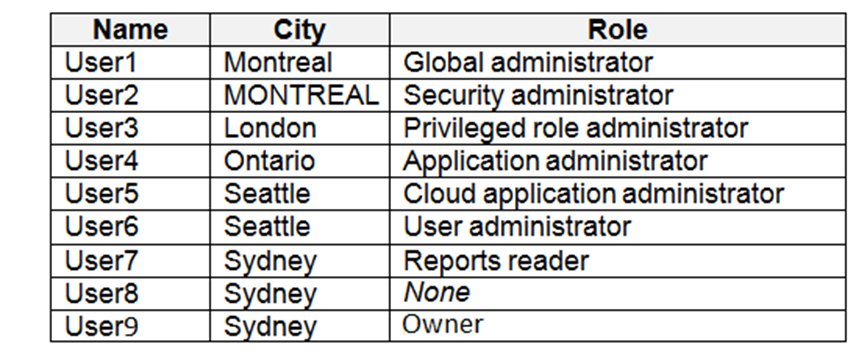 Name City Role
User1 Montreal Global administrator
User2 MONTREAL Security administrator
User3 London Privileged role administrator
User4 Ontario Application administrator
User5 Seattle Cloud application administrator
User6 Seattle User administrator
User7 Sydney Reports reader
User8 Sydney None
User9 Sydney Owner